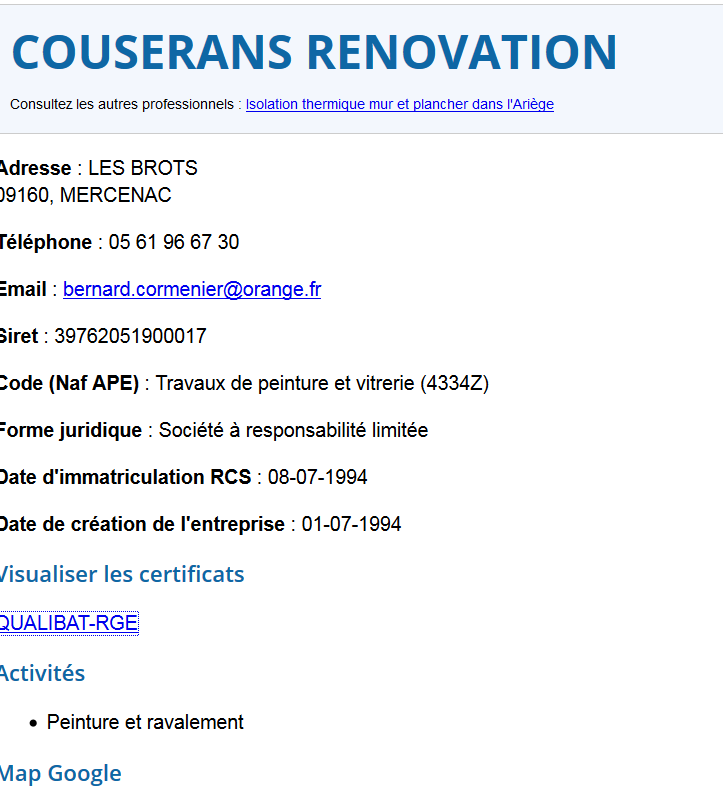 COUSERANS RENOVATION
Consultez les autres professionnels : Isolation thermique mur et plancher dans l'Ariège
Adresse : LES BROTS
09160, MERCENAC
Téléphone : 05 61 96 67 30
Email : bernard.cormenier@orange.fr
Siret : 39762051900017
Code (Naf APE) : Travaux de peinture et vitrerie (4334Z)
Forme juridique : Société à responsabilité limitée
Date d'immatriculation RCS : 08-07-1994
Date de création de l'entreprise : 01-07-1994
Visualiser les certificats
QUALIBAT-RGE
Activités
• Peinture et ravalement
Map Google